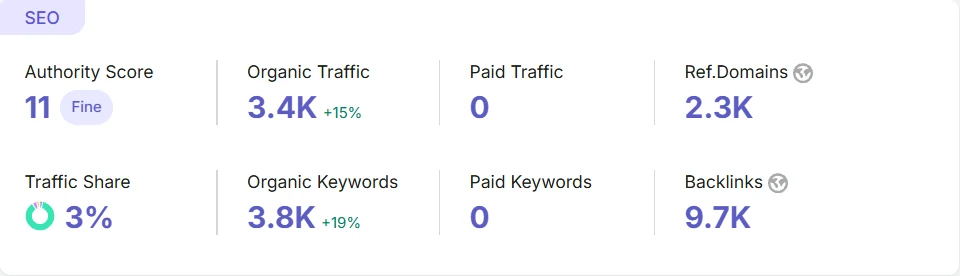 SEO
Authority Score
11 Fine
Organic Traffic
3.4K +15%
Paid Traffic
0
Ref.Domains
2.3K
Traffic Share
3%
Organic Keywords
3.8K +19%
Paid Keywords
0
Backlinks
9.7K